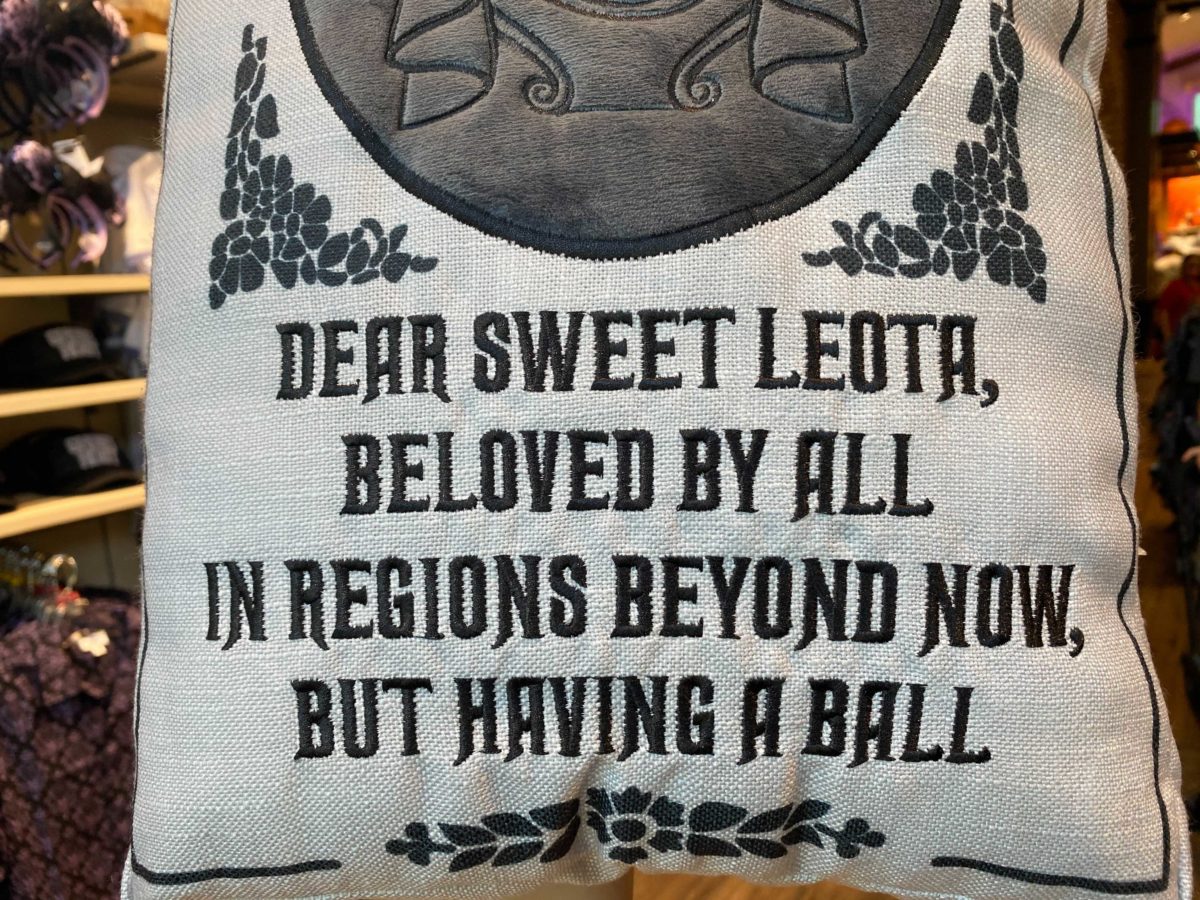 DEAR SWEET LEOTA,
BELOVED BY ALL
IN REGIONS BEYOND NOW,
BUT HAVING A BALL